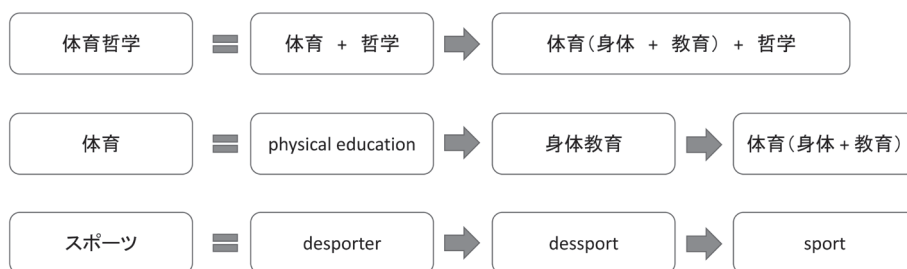 体育哲学 = 体育 + 哲学 体育(身体 + 教育) + 哲学
体育 = physical education 身体教育 体育(身体 + 教育)
スポーツ = desporter dessport sport